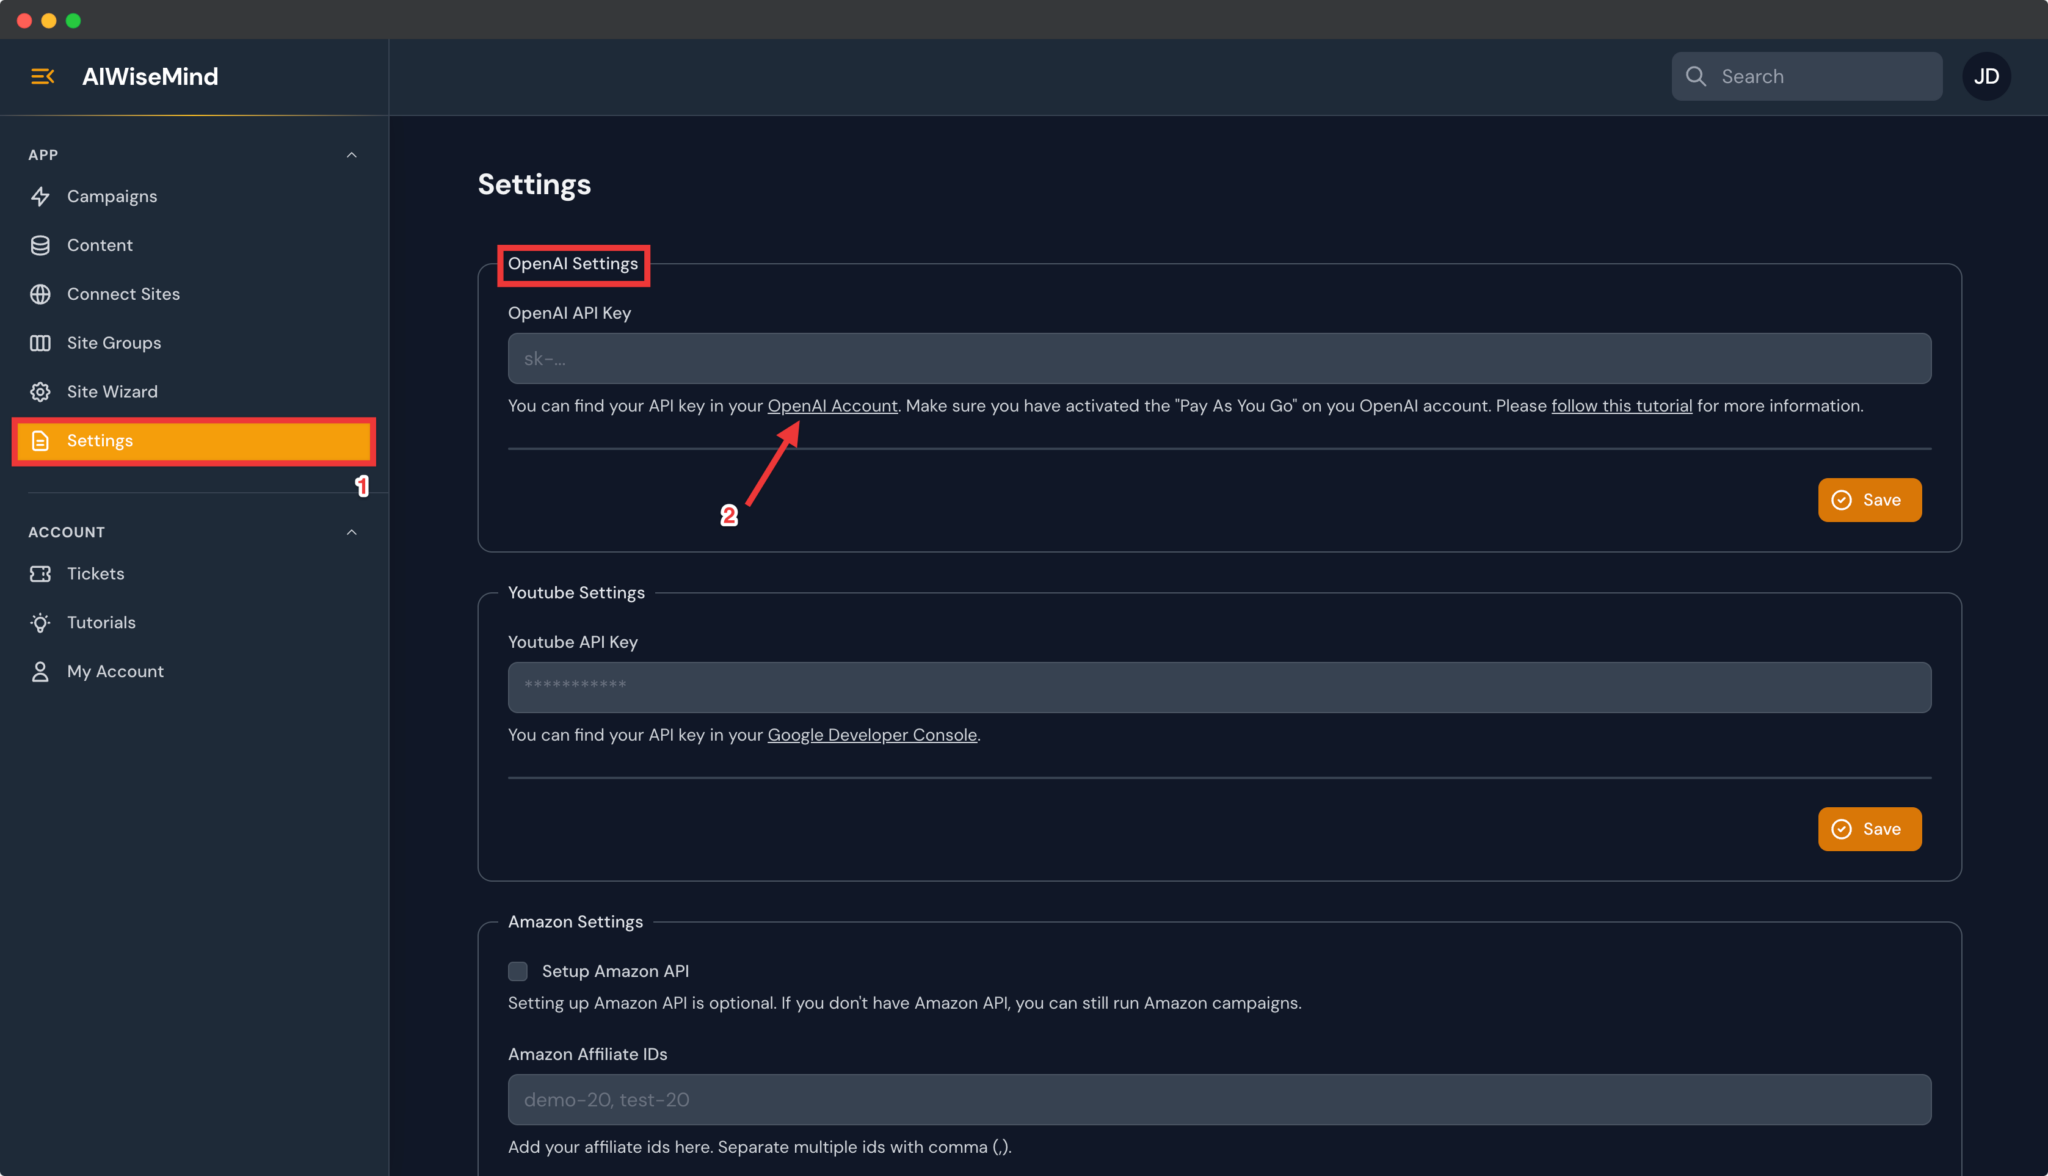 AIWiseMind
Search
JD
APP
Campaigns
Content
Connect Sites
Site Groups
Site Wizard
Settings
1
ACCOUNT
Tickets
Tutorials
My Account
Settings
OpenAI Settings
OpenAI API Key
sk-...
You can find your API key in your OpenAI Account. Make sure you have activated the "Pay As You Go" on you OpenAI account. Please follow this tutorial for more information.
2
Save
Youtube Settings
Youtube API Key
***********
You can find your API key in your Google Developer Console.
Save
Amazon Settings
Setup Amazon API
Setting up Amazon API is optional. If you don't have Amazon API, you can still run Amazon campaigns.
Amazon Affiliate IDs
demo-20, test-20
Add your affiliate ids here. Separate multiple ids with comma (,).